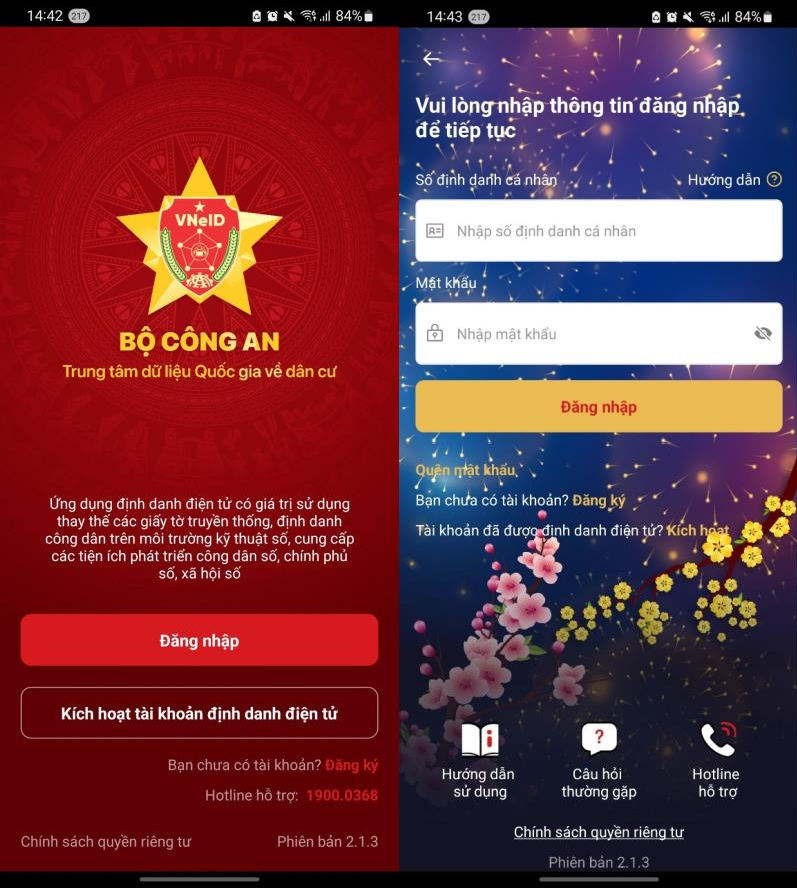 14:42 217 84%
VNeID
BỘ CÔNG AN
Trung tâm dữ liệu Quốc gia về dân cư
Ứng dụng định danh điện tử có giá trị sử dụng
thay thế các giấy tờ truyền thống, định danh
công dân trên môi trường kỹ thuật số, cung cấp
các tiện ích phát triển công dân số, chính phủ
số, xã hội số
Đăng nhập
Kích hoạt tài khoản định danh điện tử
Bạn chưa có tài khoản? Đăng ký
Hotline hỗ trợ: 1900.0368
Chính sách quyền riêng tư Phiên bản 2.1.3
14:43 217 84%
Vui lòng nhập thông tin đăng nhập
để tiếp tục
Số định danh cá nhân Hướng dẫn ?
Nhập số định danh cá nhân
Mật khẩu
Nhập mật khẩu
Đăng nhập
Quên mật khẩu
Bạn chưa có tài khoản? Đăng ký
Tài khoản đã được định danh điện tử? Kích hoạt
Hướng dẫn
sử dụng
Câu hỏi
thường gặp
Hotline
hỗ trợ
Chính sách quyền riêng tư
Phiên bản 2.1.3